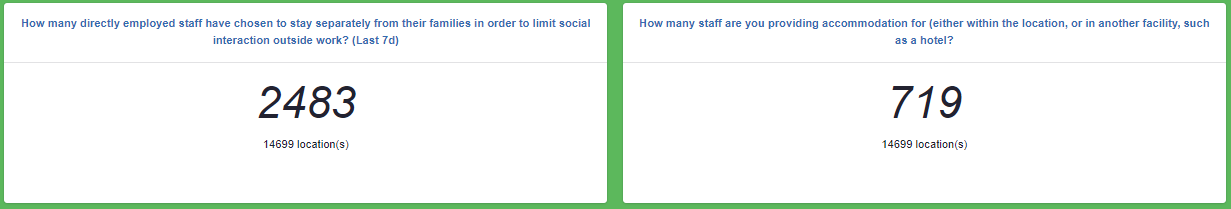 How many directly employed staff have chosen to stay separately from their families in order to limit social
interaction outside work? (Last 7d)
2483
14699 location(s)
How many staff are you providing accommodation for (either within the location, or in another facility, such
as a hotel?
719
14699 location(s)